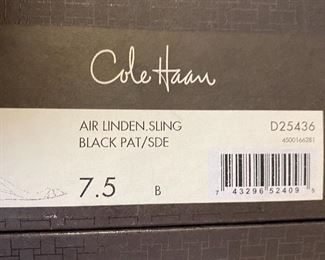 Cole Haan
AIR LINDEN.SLING D25436
BLACK PAT/SDE 4500166281
7.5 B
7 43296 52409 5